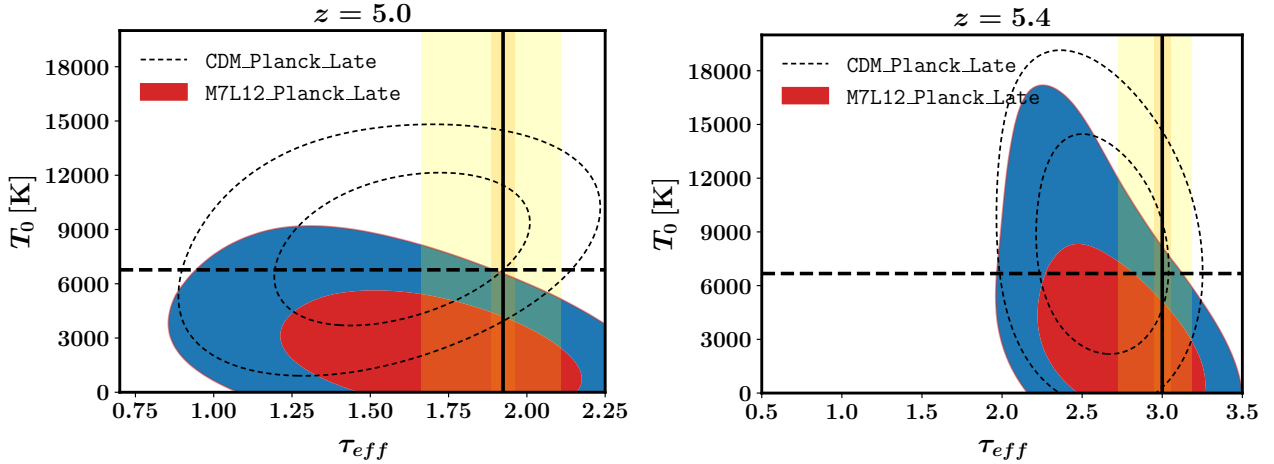 z = 5.0
CDM_Planck_Late
M7L12_Planck_Late
18000
15000
12000
9000
6000
3000
0
T0 [K]
0.75 1.00 1.25 1.50 1.75 2.00 2.25
τeff
z = 5.4
CDM_Planck_Late
M7L12_Planck_Late
18000
15000
12000
9000
6000
3000
0
T0 [K]
0.5 1.0 1.5 2.0 2.5 3.0 3.5
τeff